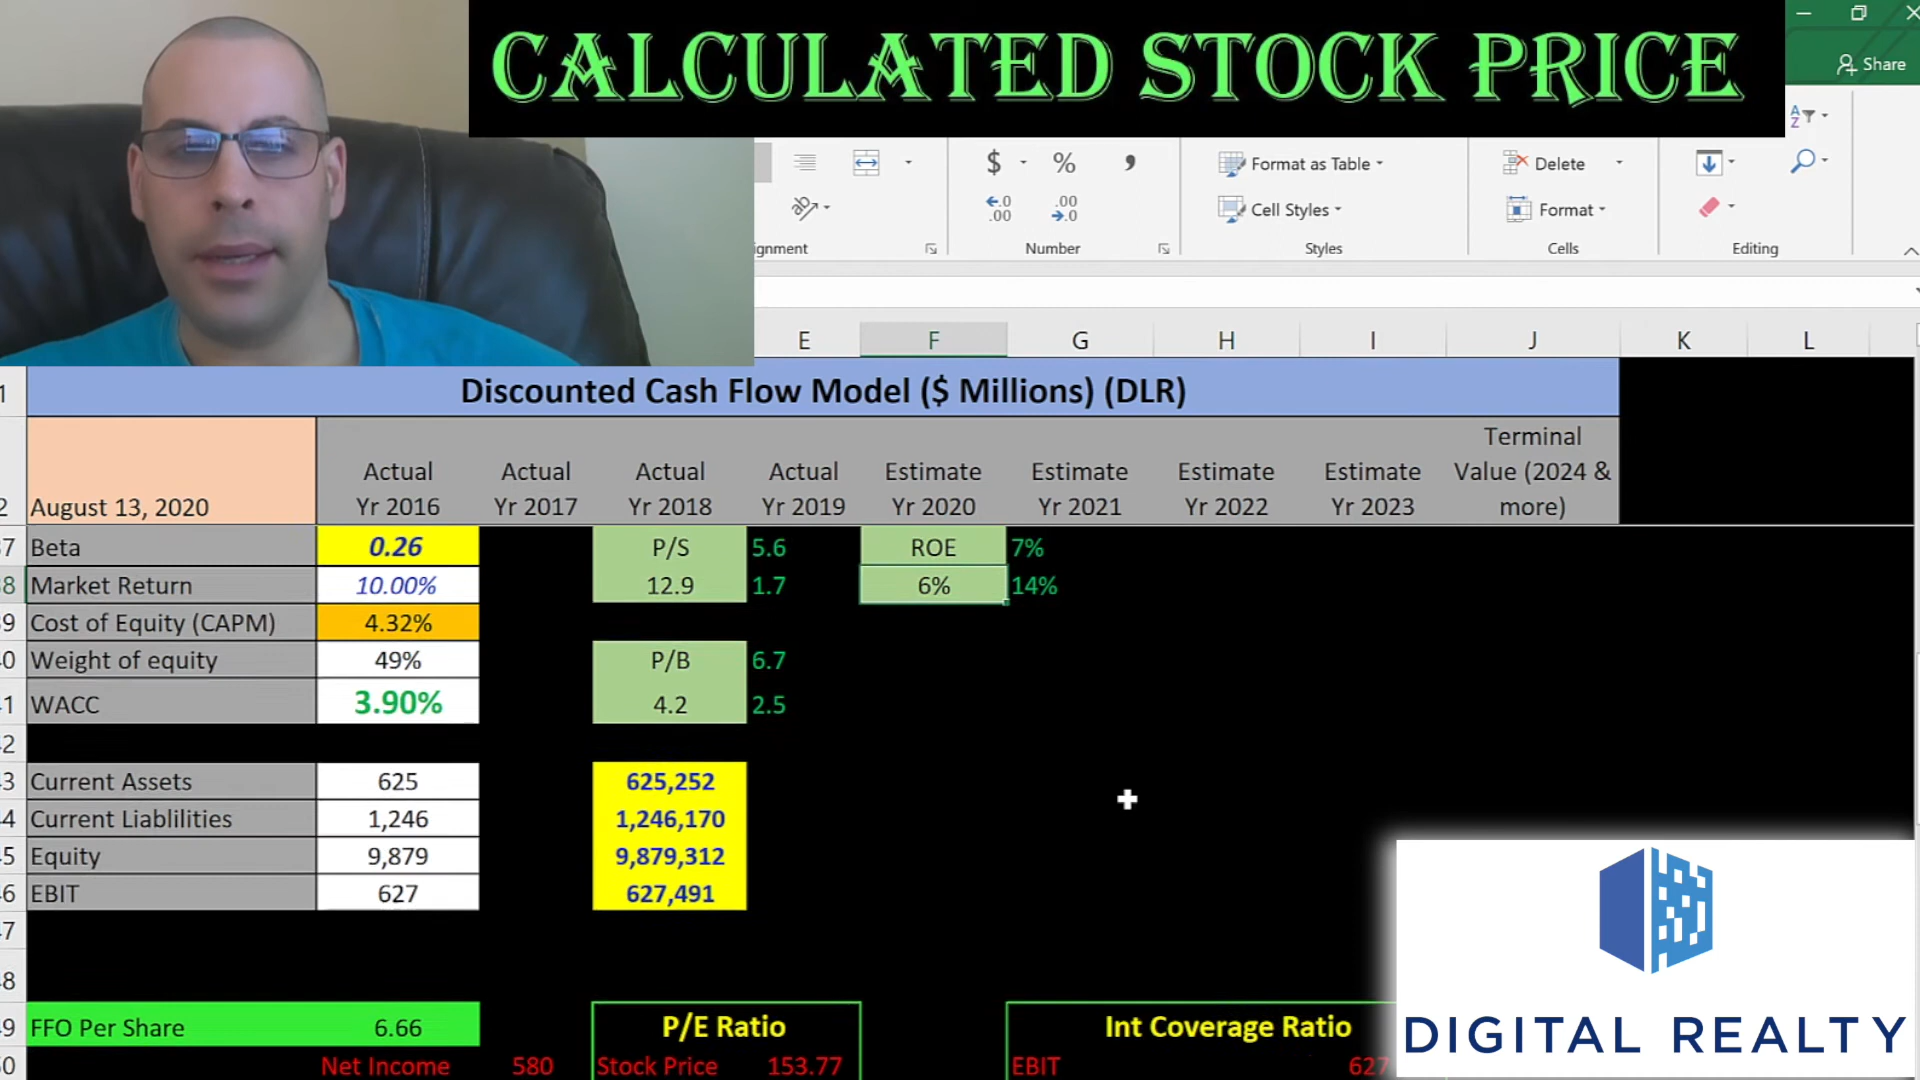 CALCULATED STOCK PRICE
Share
$ % ,
Format as Table
Delete
Cell Styles
Format
Number
Styles
Cells
Editing
E F G H I J K L
1 Discounted Cash Flow Model ($ Millions) (DLR)
2 August 13, 2020 Actual Yr 2016 Actual Yr 2017 Actual Yr 2018 Actual Yr 2019 Estimate Yr 2020 Estimate Yr 2021 Estimate Yr 2022 Estimate Yr 2023 Terminal Value (2024 & more)
Beta 0.26 P/S 5.6 ROE 7%
Market Return 10.00% 12.9 1.7 6% 14%
Cost of Equity (CAPM) 4.32%
Weight of equity 49% P/B 6.7
WACC 3.90% 4.2 2.5
Current Assets 625 625,252
Current Liablilities 1,246 1,246,170
Equity 9,879 9,879,312
EBIT 627 627,491
FFO Per Share 6.66 P/E Ratio Int Coverage Ratio
Net Income 580 Stock Price 153.77 EBIT 627
DIGITAL REALTY